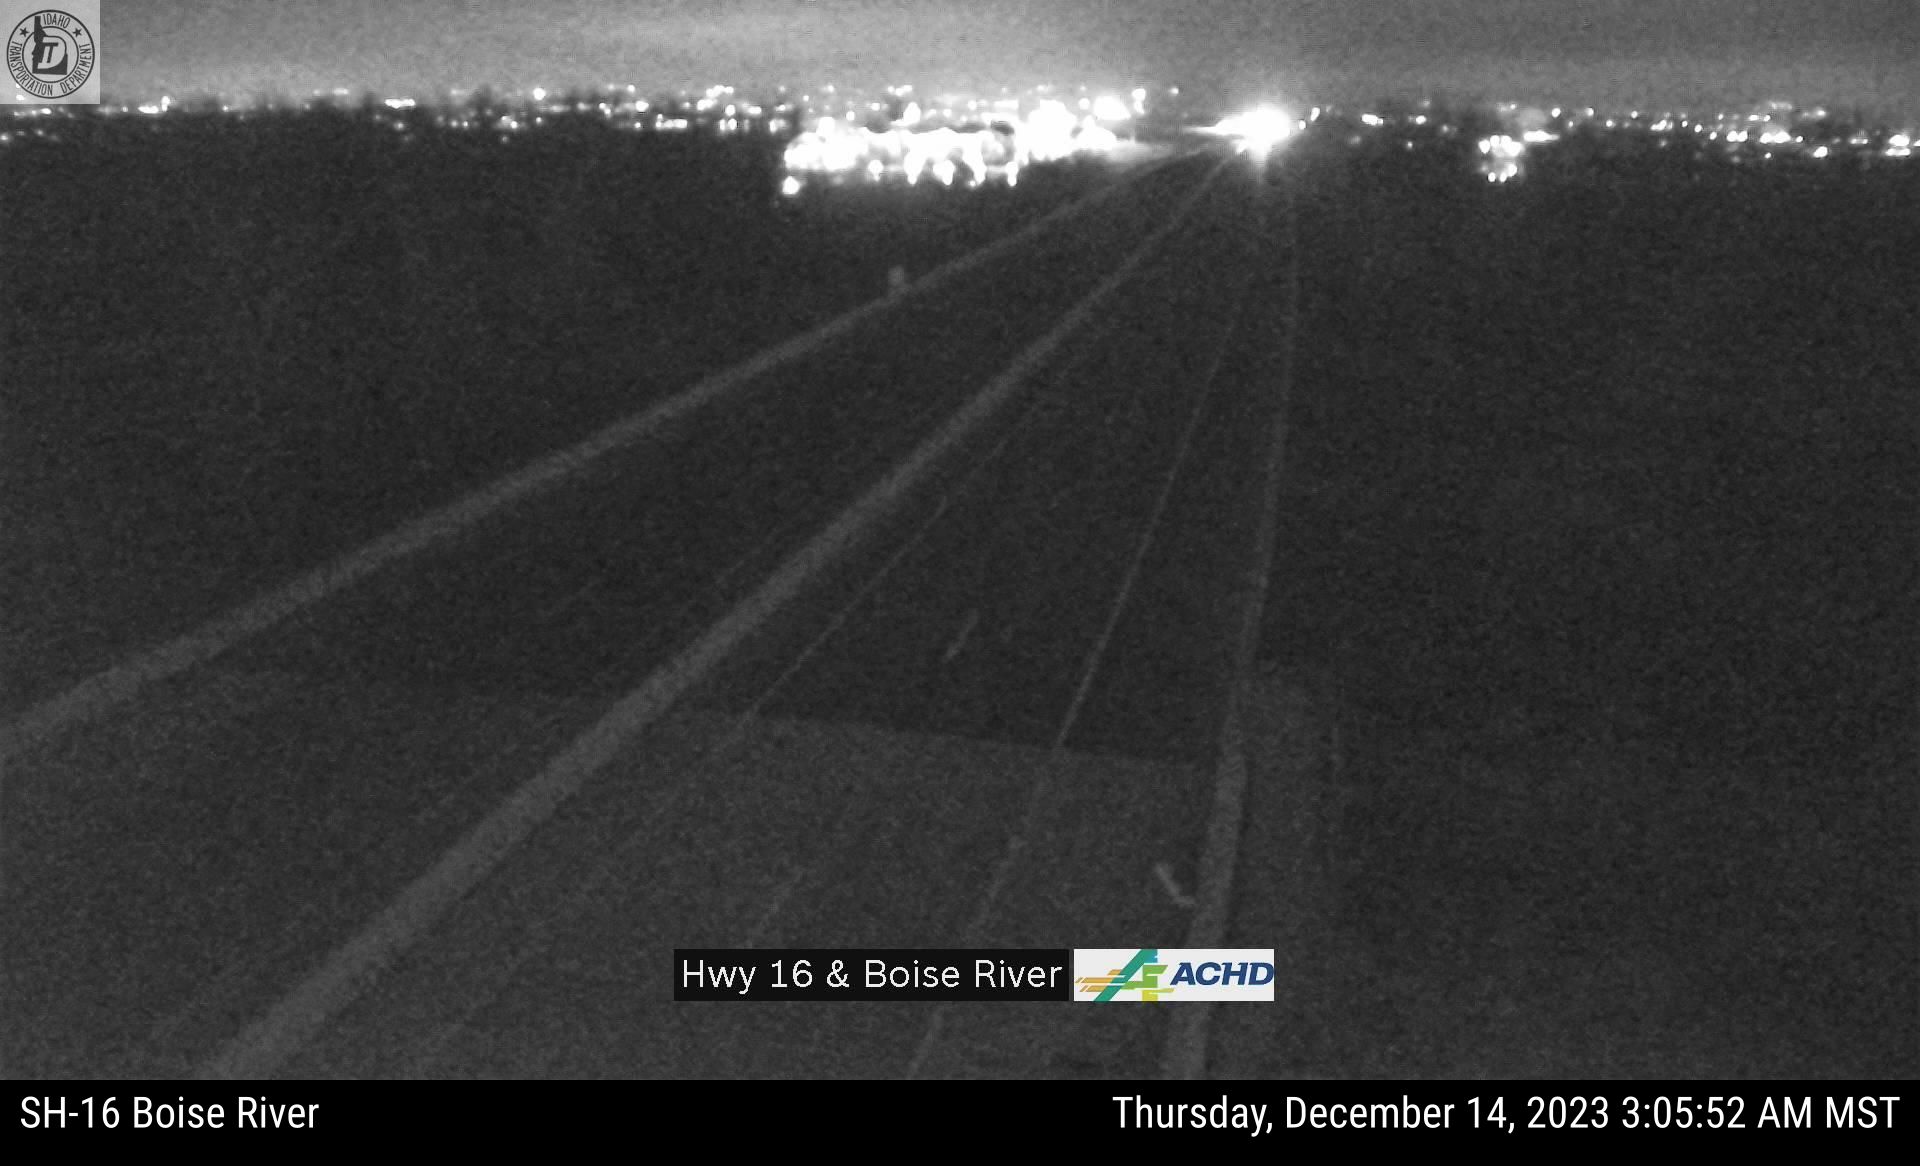 IDAHO
TRANSPORTATION DEPARTMENT
Hwy 16 & Boise River
ACHD
SH-16 Boise River
Thursday, December 14, 2023 3:05:52 AM MST